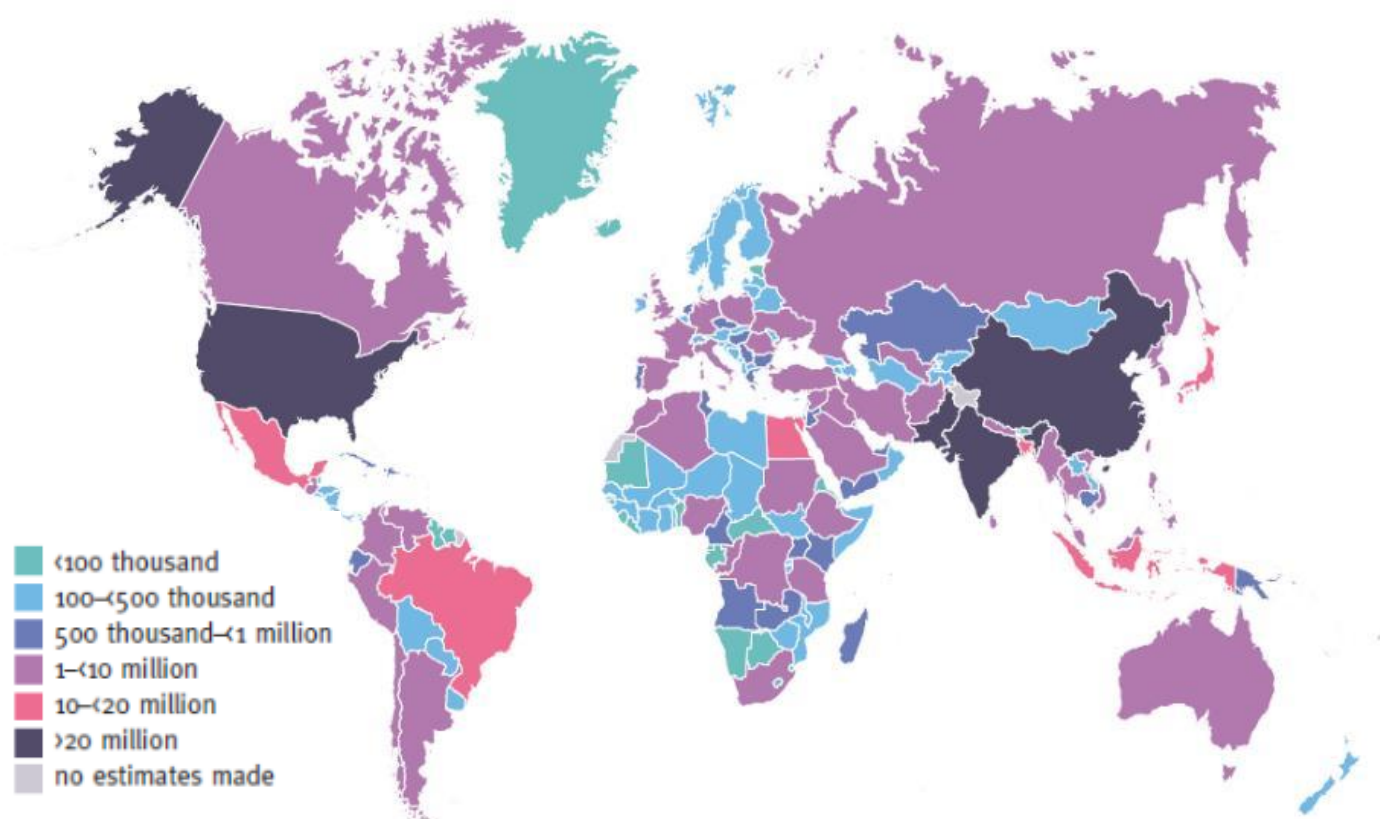 <100 thousand
100–<500 thousand
500 thousand–<1 million
1–<10 million
10–<20 million
>20 million
no estimates made